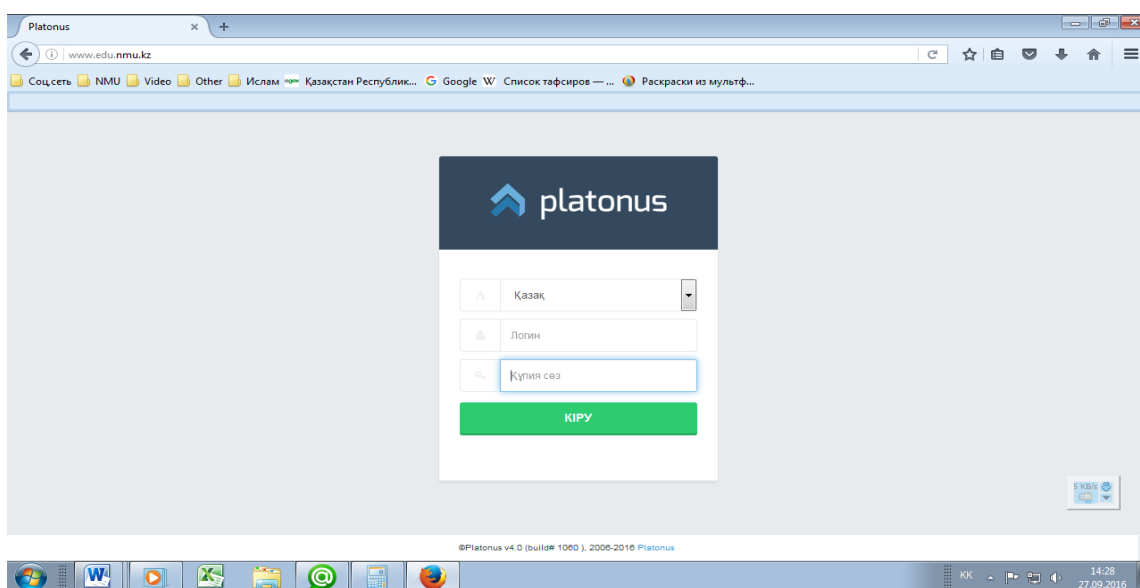 Platonus
www.edu.nmu.kz
Соц.сеть NMU Video Other Ислам Қазақстан Республик... Google W Список тафсиров — ... Раскраски из мультф...
platonus
Қазақ
Логин
Құпия сөз
КІРУ
5 KB/s
©Platonus v4.0 (build# 1060 ), 2006-2016 Platonus
KK 14:28
27.09.2016